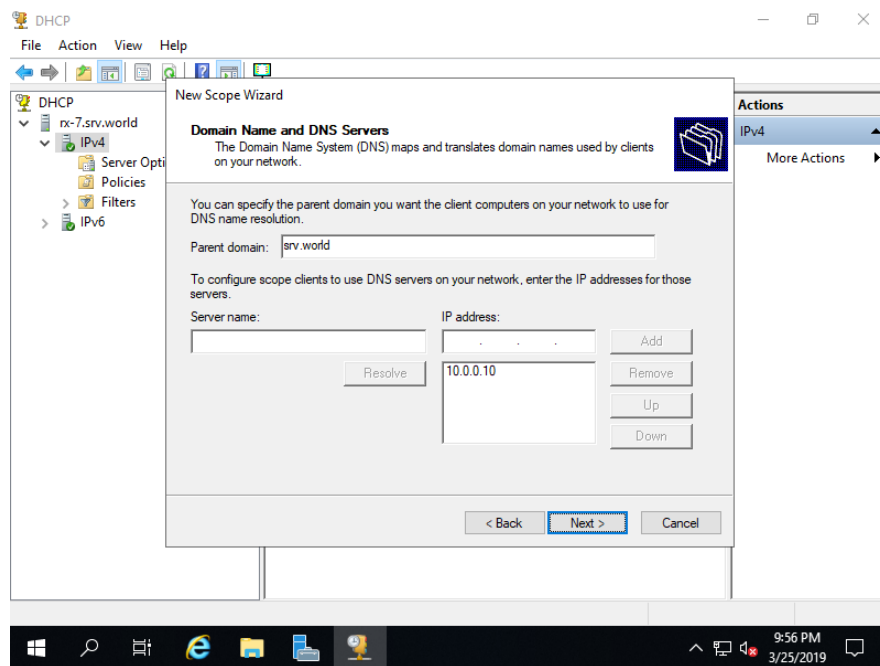 DHCP
File Action View Help
DHCP
rx-7.srv.world
IPv4
Server Opti
Policies
Filters
IPv6
New Scope Wizard
Domain Name and DNS Servers
The Domain Name System (DNS) maps and translates domain names used by clients
on your network.
You can specify the parent domain you want the client computers on your network to use for
DNS name resolution.
Parent domain: srv.world
To configure scope clients to use DNS servers on your network, enter the IP addresses for those
servers.
Server name: IP address:
. . . Add
Resolve 10.0.0.10 Remove
Up
Down
< Back Next > Cancel
Actions
IPv4
More Actions
9:56 PM
3/25/2019